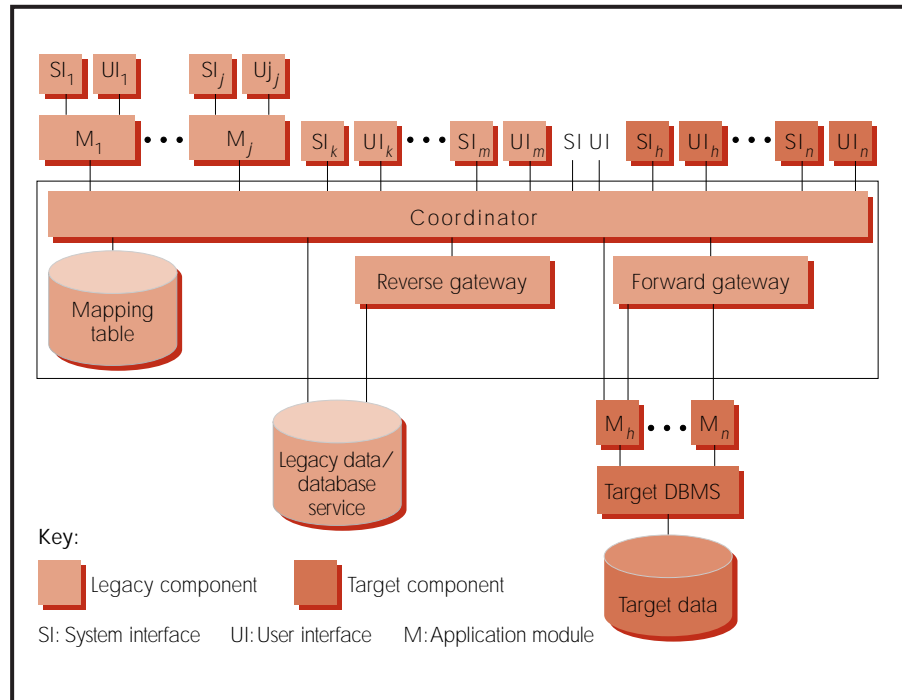 SI1 UI1 SIj Ujj
M1 ••• Mj SIk UIk ••• SIm UIm SI UI SIh UIh ••• SIn UIn
Coordinator
Reverse gateway Forward gateway
Mapping
table
Mh ••• Mn
Legacy data/
database
service
Target DBMS
Key:
Legacy component Target component
Target data
SI: System interface UI: User interface M: Application module